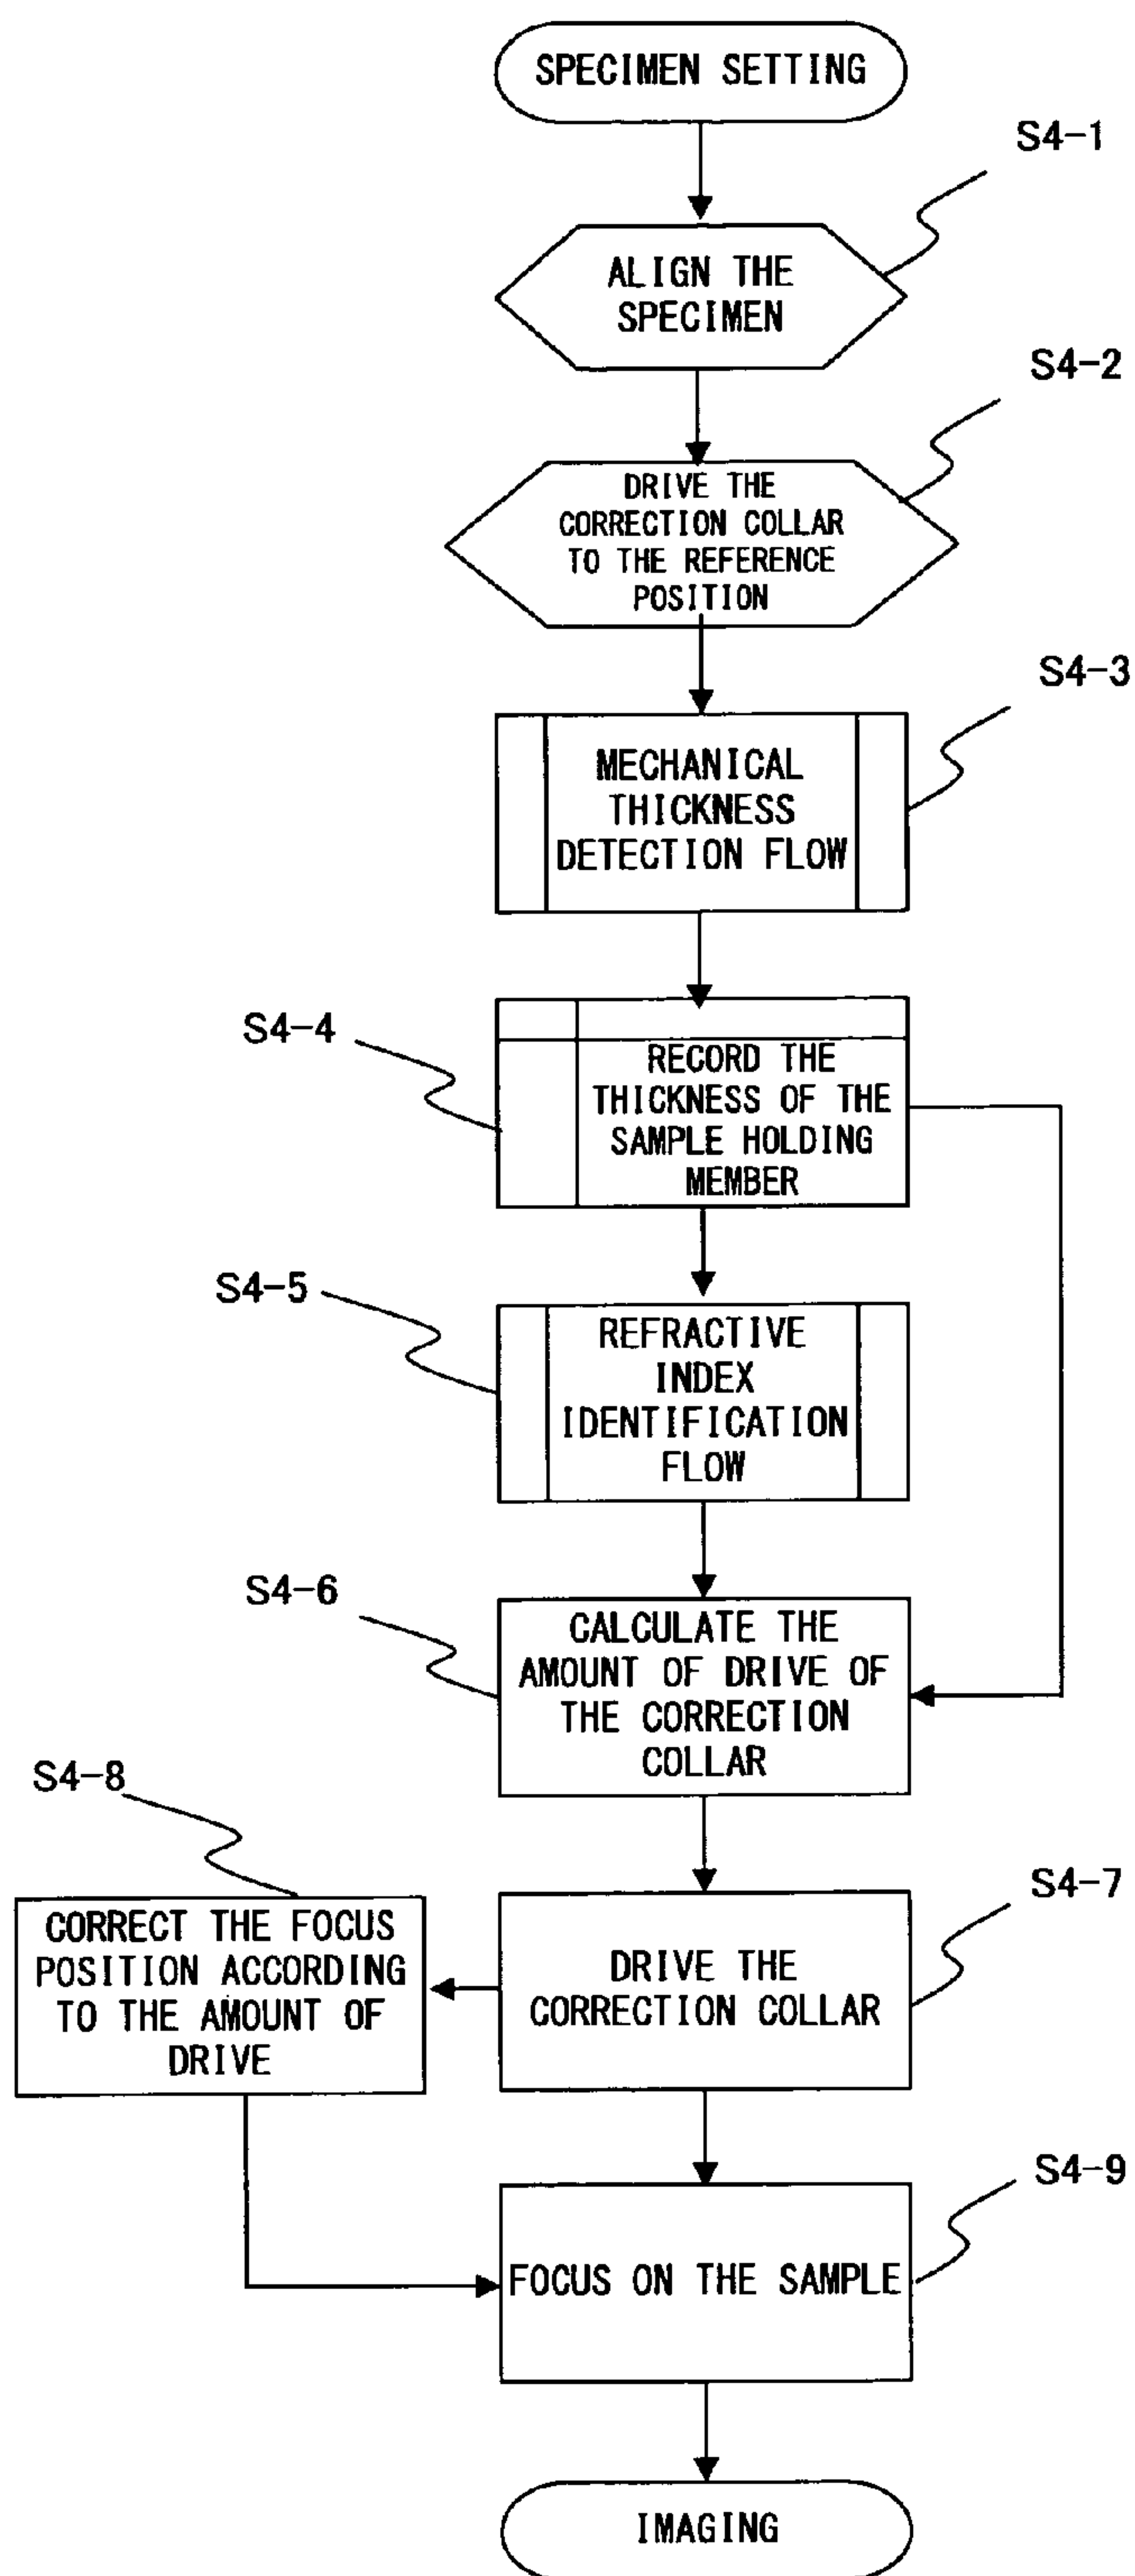 SPECIMEN SETTING
S4-1
ALIGN THE
SPECIMEN
S4-2
DRIVE THE
CORRECTION COLLAR
TO THE REFERENCE
POSITION
S4-3
MECHANICAL
THICKNESS
DETECTION FLOW
S4-4
RECORD THE
THICKNESS OF THE
SAMPLE HOLDING
MEMBER
S4-5
REFRACTIVE
INDEX
IDENTIFICATION
FLOW
S4-6
CALCULATE THE
AMOUNT OF DRIVE OF
THE CORRECTION
COLLAR
S4-8
CORRECT THE FOCUS
POSITION ACCORDING
TO THE AMOUNT OF
DRIVE
S4-7
DRIVE THE
CORRECTION COLLAR
S4-9
FOCUS ON THE SAMPLE
IMAGING